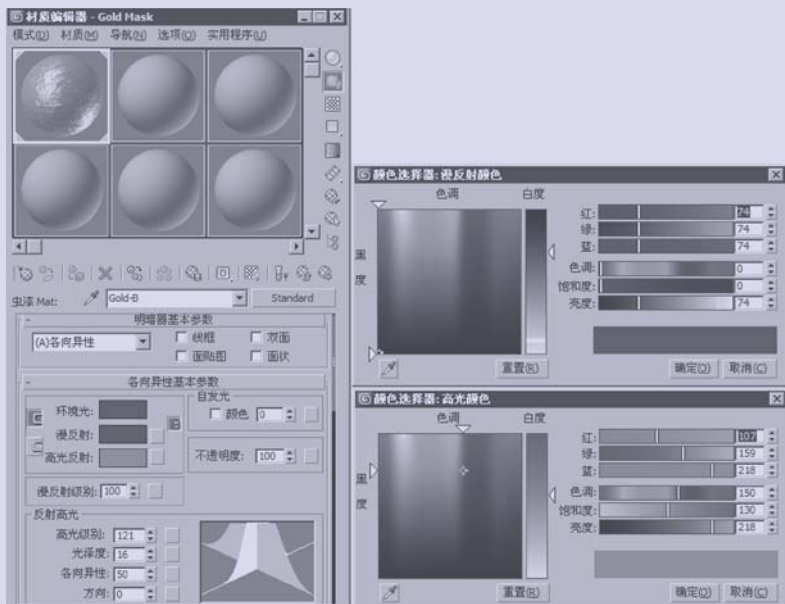 材质编辑器 - Gold Mask
模式(D) 材质(M) 导航(N) 选项(O) 实用程序(U)
虫漆 Mat: Gold-B Standard
明暗器基本参数
(A)各向异性 线框 双面
面贴图 面状
各向异性基本参数
环境光:
漫反射:
高光反射:
自发光
颜色 0
不透明度: 100
漫反射级别: 100
反射高光
高光级别: 121
光泽度: 16
各向异性: 50
方向: 0
颜色选择器:漫反射颜色
色调 白度
黑度
红: 74
绿: 74
蓝: 74
色调: 0
饱和度: 0
亮度: 74
重置(R) 确定(O) 取消(C)
颜色选择器:高光颜色
色调 白度
黑度
红: 107
绿: 159
蓝: 218
色调: 150
饱和度: 130
亮度: 218
重置(R) 确定(O) 取消(C)